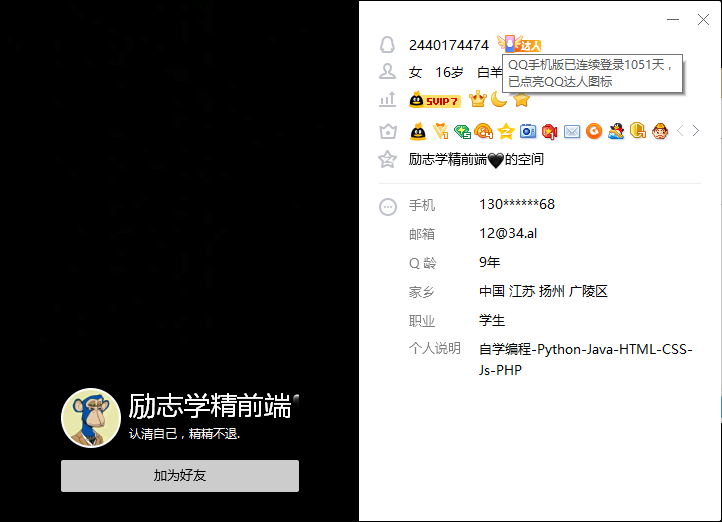 2440174474 达人
女 16岁 白羊
QQ手机版已连续登录1051天，
已点亮QQ达人图标
SVIP7
励志学精前端🖤的空间
手机 130******68
邮箱 12@34.al
Q 龄 9年
家乡 中国 江苏 扬州 广陵区
职业 学生
个人说明 自学编程-Python-Java-HTML-CSS-
Js-PHP
励志学精前端
认清自己，精精不退.
加为好友